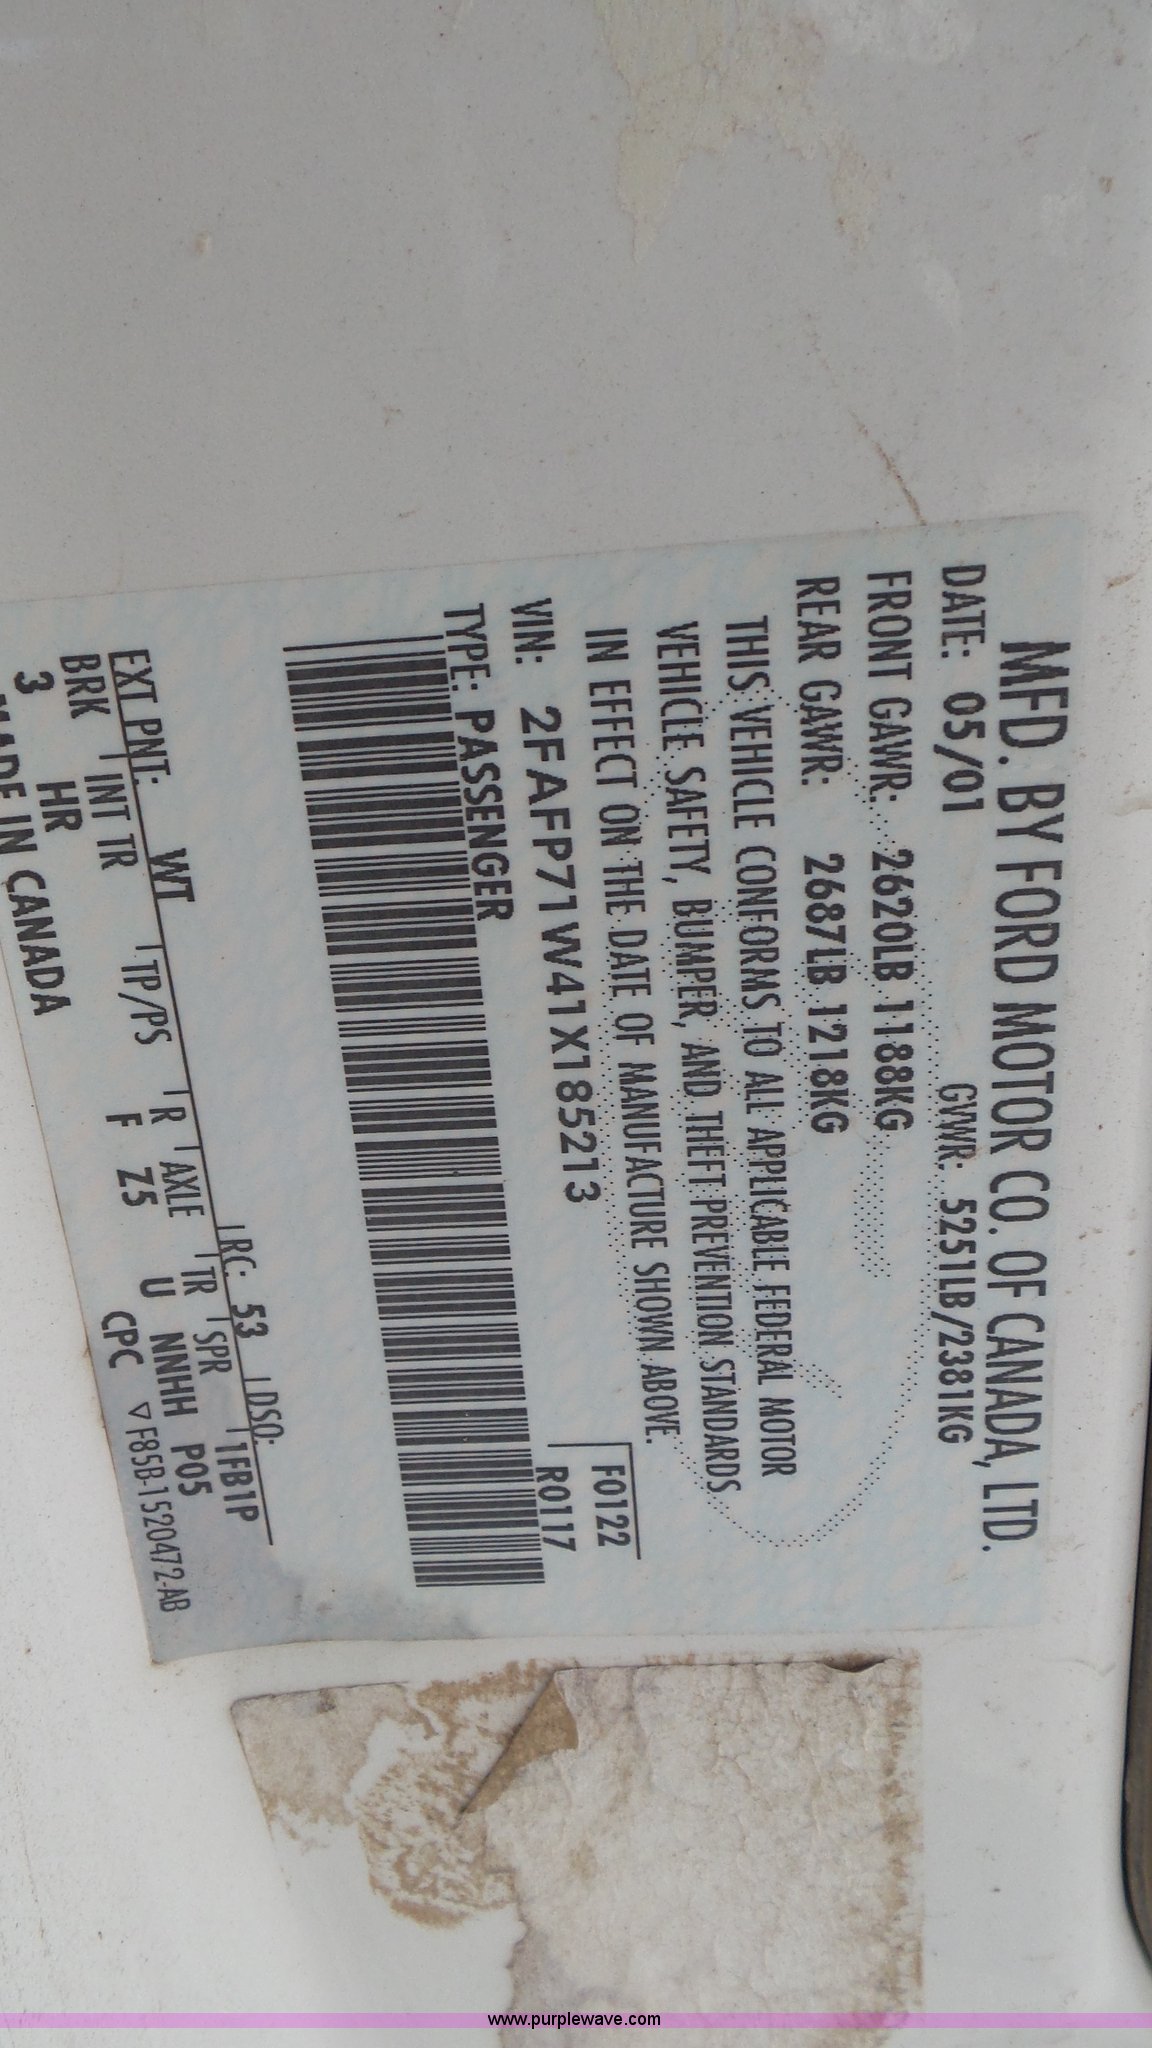 MFD. BY FORD MOTOR CO. OF CANADA, LTD.
DATE: 05/01 GVWR: 5251LB/2381KG
FRONT GAWR: 2620LB 1188KG
REAR GAWR: 2687LB 1218KG
THIS VEHICLE CONFORMS TO ALL APPLICABLE FEDERAL MOTOR
VEHICLE SAFETY, BUMPER, AND THEFT PREVENTION STANDARDS
IN EFFECT ON THE DATE OF MANUFACTURE SHOWN ABOVE.
F0122
VIN: 2FAFP71W41X185213
R0117
TYPE: PASSENGER
EXT PNT: WT RC: 53 DSO:
BRK INT TR TP/PS R AXLE TR SPR 1FB1P
3 HR F Z5 U NNHH P05
MADE IN CANADA CPC ▽ F85B-1520472-AB
www.purplewave.com